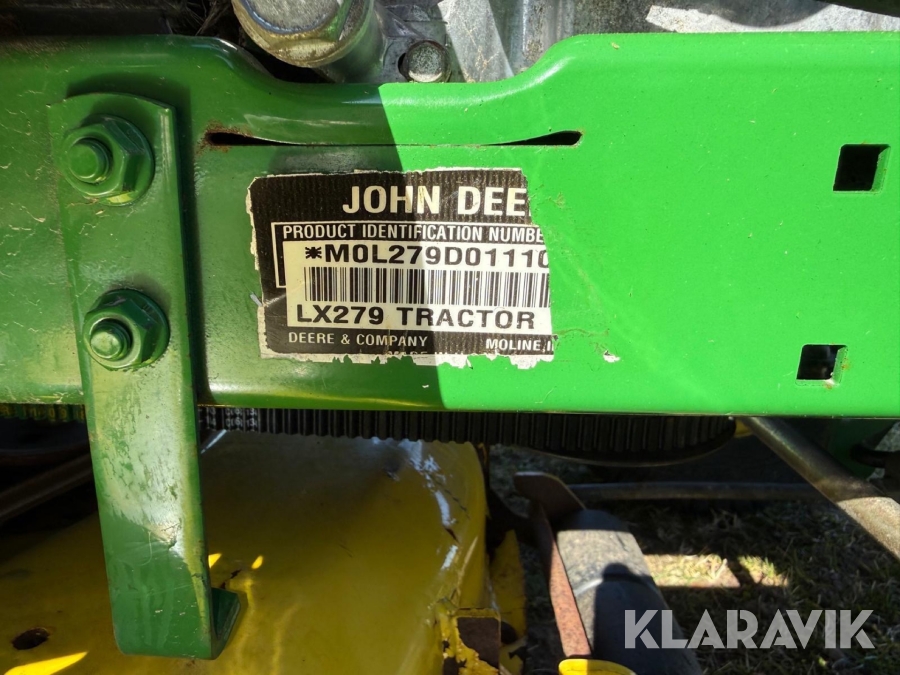 JOHN DEE
PRODUCT IDENTIFICATION NUMBE
*M0L279D01110
LX279 TRACTOR
DEERE & COMPANY MOLINE, I
KLARAVIK